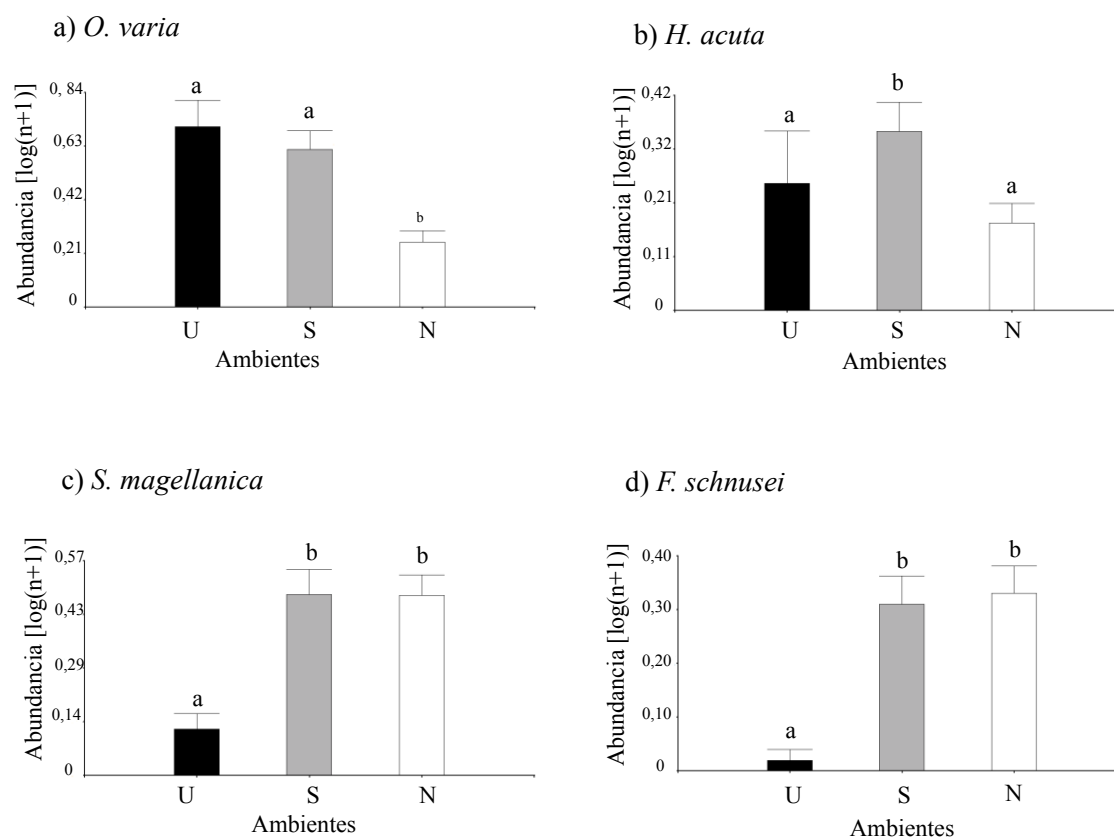 a) O. varia
Abundancia [log(n+1)]
0, 84
0,63
0,42
0,21
0
a
a
b
U S N
Ambientes
b) H. acuta
Abundancia [log(n+1)]
0,42
0,32
0,21
0,11
0
a
b
a
U S N
Ambientes
c) S. magellanica
Abundancia [log(n+1)]
0,57
0,43
0,29
0,14
0
a
b
b
U S N
Ambientes
d) F. schnusei
Abundancia [log(n+1)]
0,40
0,30
0,20
0,10
0
a
b
b
U S N
Ambientes